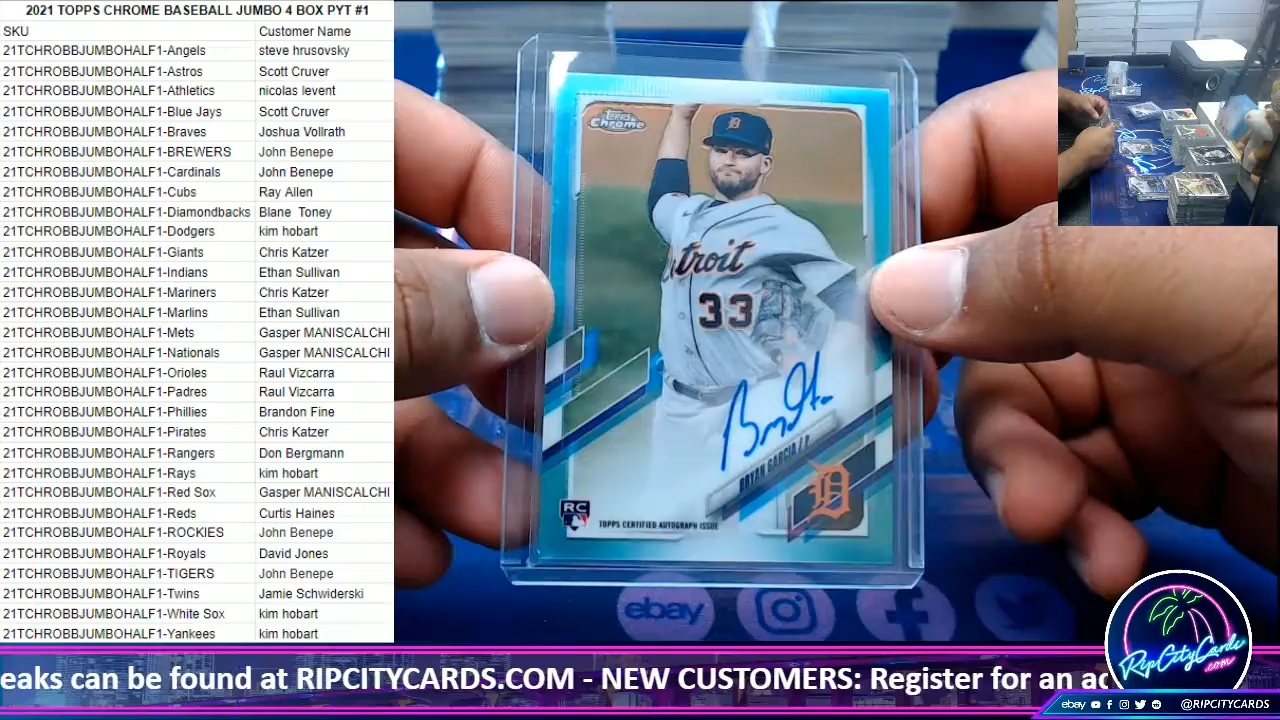 2021 TOPPS CHROME BASEBALL JUMBO 4 BOX PYT #1
SKU Customer Name
21TCHROBBJUMBOHALF1-Angels steve hrusovsky
21TCHROBBJUMBOHALF1-Astros Scott Cruver
21TCHROBBJUMBOHALF1-Athletics nicolas levent
21TCHROBBJUMBOHALF1-Blue Jays Scott Cruver
21TCHROBBJUMBOHALF1-Braves Joshua Vollrath
21TCHROBBJUMBOHALF1-BREWERS John Benepe
21TCHROBBJUMBOHALF1-Cardinals John Benepe
21TCHROBBJUMBOHALF1-Cubs Ray Allen
21TCHROBBJUMBOHALF1-Diamondbacks Blane Toney
21TCHROBBJUMBOHALF1-Dodgers kim hobart
21TCHROBBJUMBOHALF1-Giants Chris Katzer
21TCHROBBJUMBOHALF1-Indians Ethan Sullivan
21TCHROBBJUMBOHALF1-Mariners Chris Katzer
21TCHROBBJUMBOHALF1-Marlins Ethan Sullivan
21TCHROBBJUMBOHALF1-Mets Gasper MANISCALCHI
21TCHROBBJUMBOHALF1-Nationals Gasper MANISCALCHI
21TCHROBBJUMBOHALF1-Orioles Raul Vizcarra
21TCHROBBJUMBOHALF1-Padres Raul Vizcarra
21TCHROBBJUMBOHALF1-Phillies Brandon Fine
21TCHROBBJUMBOHALF1-Pirates Chris Katzer
21TCHROBBJUMBOHALF1-Rangers Don Bergmann
21TCHROBBJUMBOHALF1-Rays kim hobart
21TCHROBBJUMBOHALF1-Red Sox Gasper MANISCALCHI
21TCHROBBJUMBOHALF1-Reds Curtis Haines
21TCHROBBJUMBOHALF1-ROCKIES John Benepe
21TCHROBBJUMBOHALF1-Royals David Jones
21TCHROBBJUMBOHALF1-TIGERS John Benepe
21TCHROBBJUMBOHALF1-Twins Jamie Schwiderski
21TCHROBBJUMBOHALF1-White Sox kim hobart
21TCHROBBJUMBOHALF1-Yankees kim hobart
Topps Chrome
D
etroit
33
BRYAN GARCIA / P
D
RC
TOPPS CERTIFIED AUTOGRAPH ISSUE
ebay
RipCityCards
.com
eaks can be found at RIPCITYCARDS.COM - NEW CUSTOMERS: Register for an ac
ebay @RIPCITYCARDS